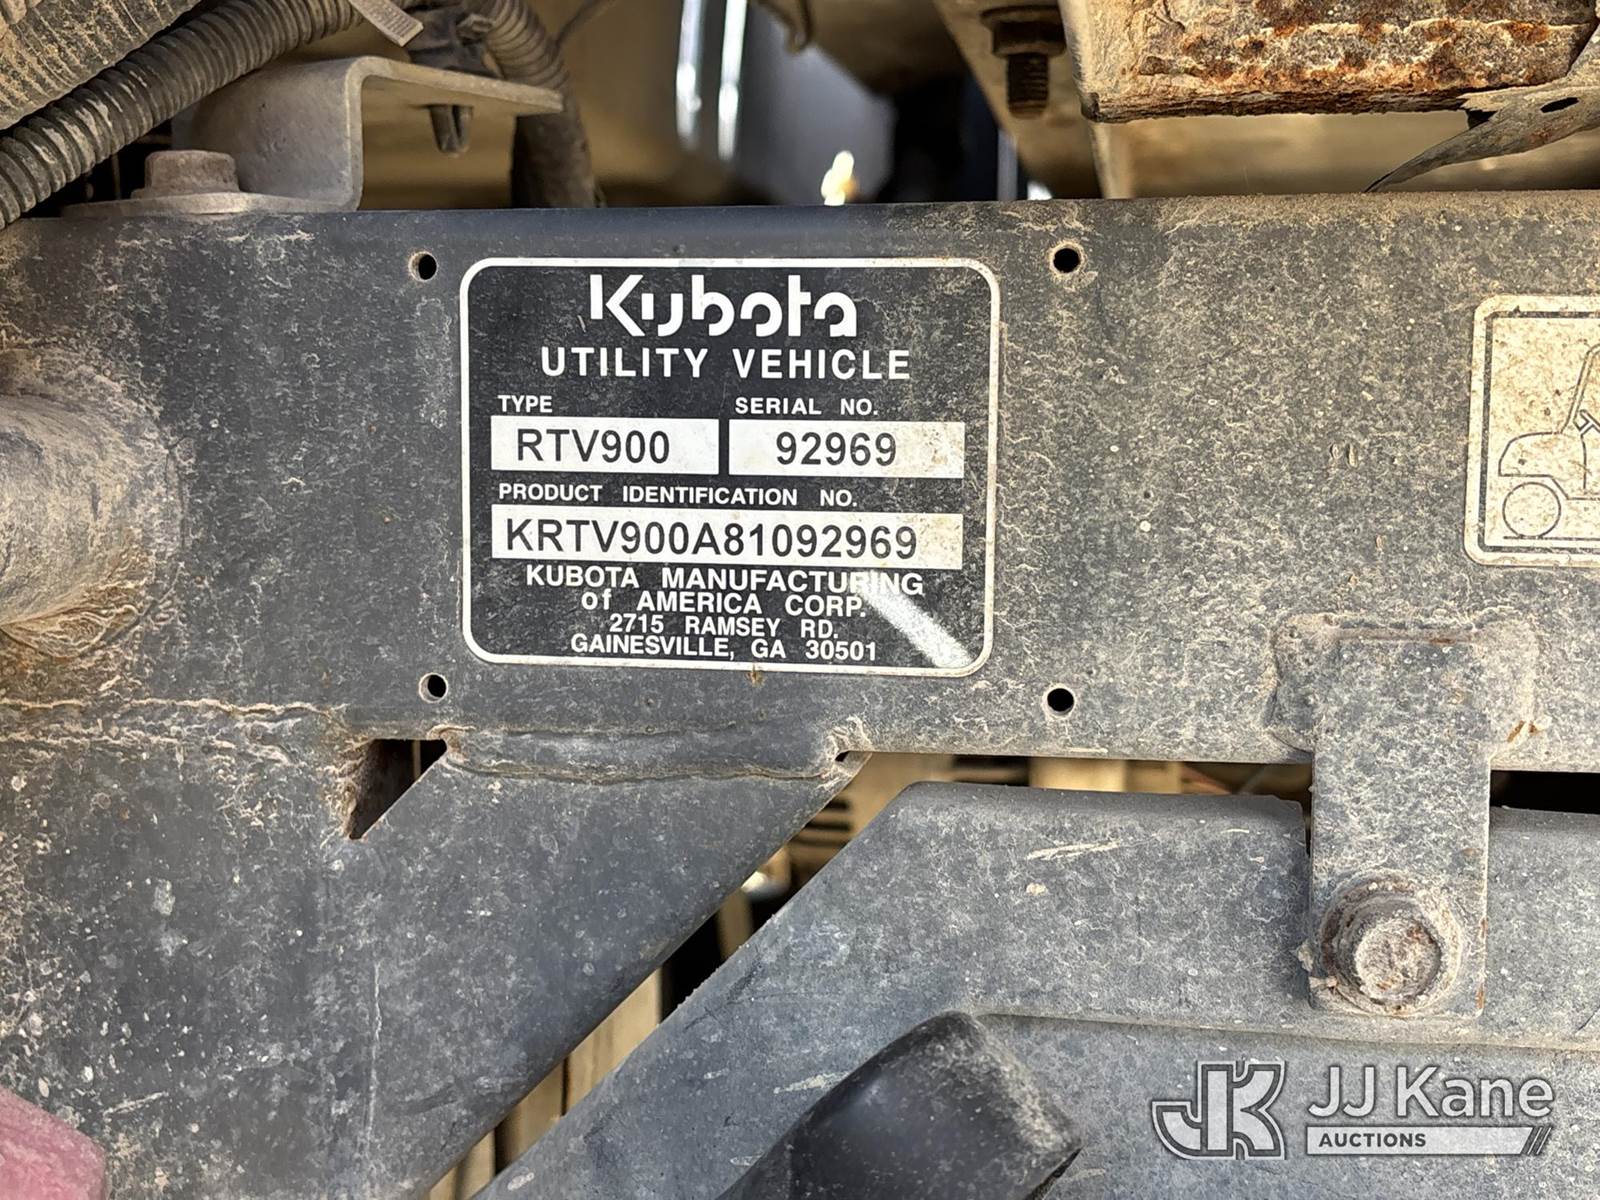 Kubota
UTILITY VEHICLE
TYPE SERIAL NO.
RTV900 92969
PRODUCT IDENTIFICATION NO.
KRTV900A81092969
KUBOTA MANUFACTURING
of AMERICA CORP.
2715 RAMSEY RD.
GAINESVILLE, GA 30501
JK JJ Kane
AUCTIONS